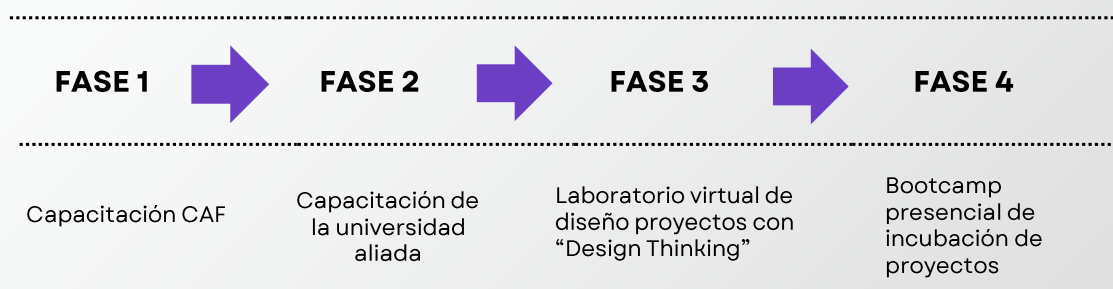 FASE 1
FASE 2
FASE 3
FASE 4
Capacitación CAF
Capacitación de
la universidad
aliada
Laboratorio virtual de
diseño proyectos con
“Design Thinking”
Bootcamp
presencial de
incubación de
proyectos